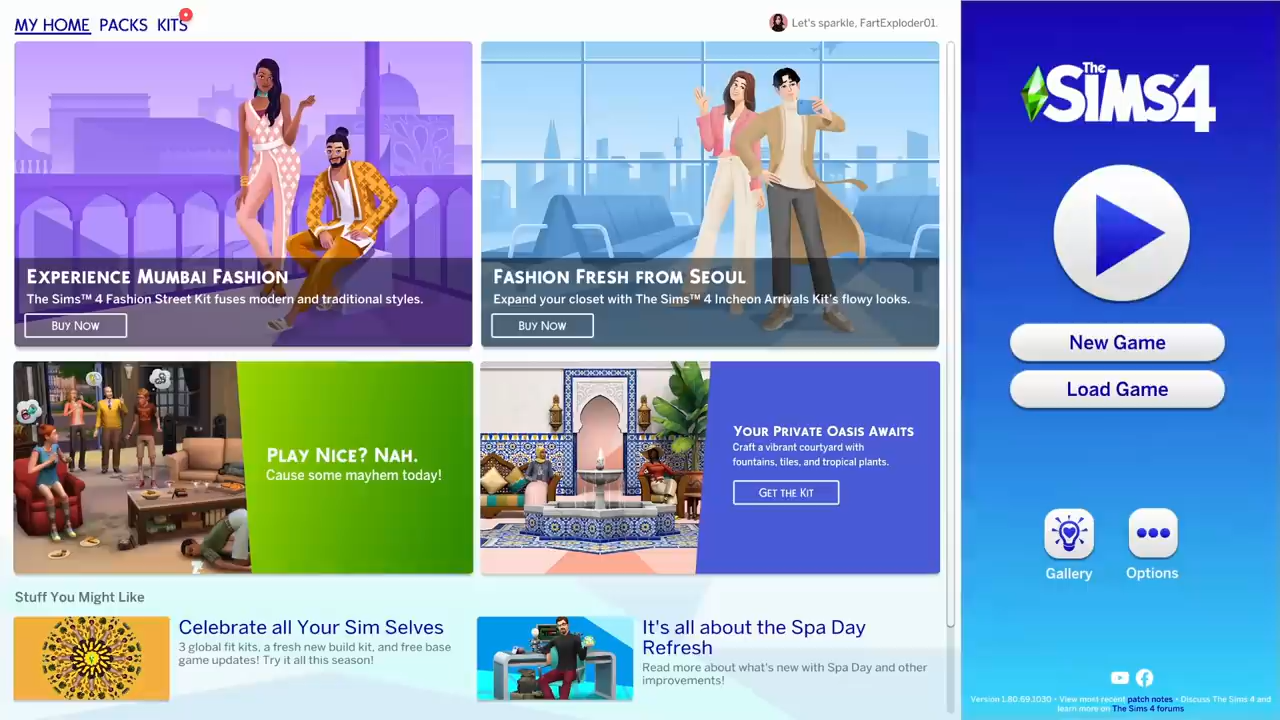 MY HOME PACKS KITS
Let's sparkle, FartExploder01.
EXPERIENCE MUMBAI FASHION
The Sims™ 4 Fashion Street Kit fuses modern and traditional styles.
BUY NOW
FASHION FRESH FROM SEOUL
Expand your closet with The Sims™ 4 Incheon Arrivals Kit's flowy looks.
BUY NOW
PLAY NICE? NAH.
Cause some mayhem today!
YOUR PRIVATE OASIS AWAITS
Craft a vibrant courtyard with
fountains, tiles, and tropical plants.
GET THE KIT
Stuff You Might Like
Celebrate all Your Sim Selves
3 global fit kits, a fresh new build kit, and free base
game updates! Try it all this season!
It's all about the Spa Day
Refresh
Read more about what's new with Spa Day and other
improvements!
The
SIMS 4
New Game
Load Game
Gallery
Options
Version 1.80.69.1030 • View most recent patch notes • Discuss The Sims 4 and
learn more on The Sims 4 forums